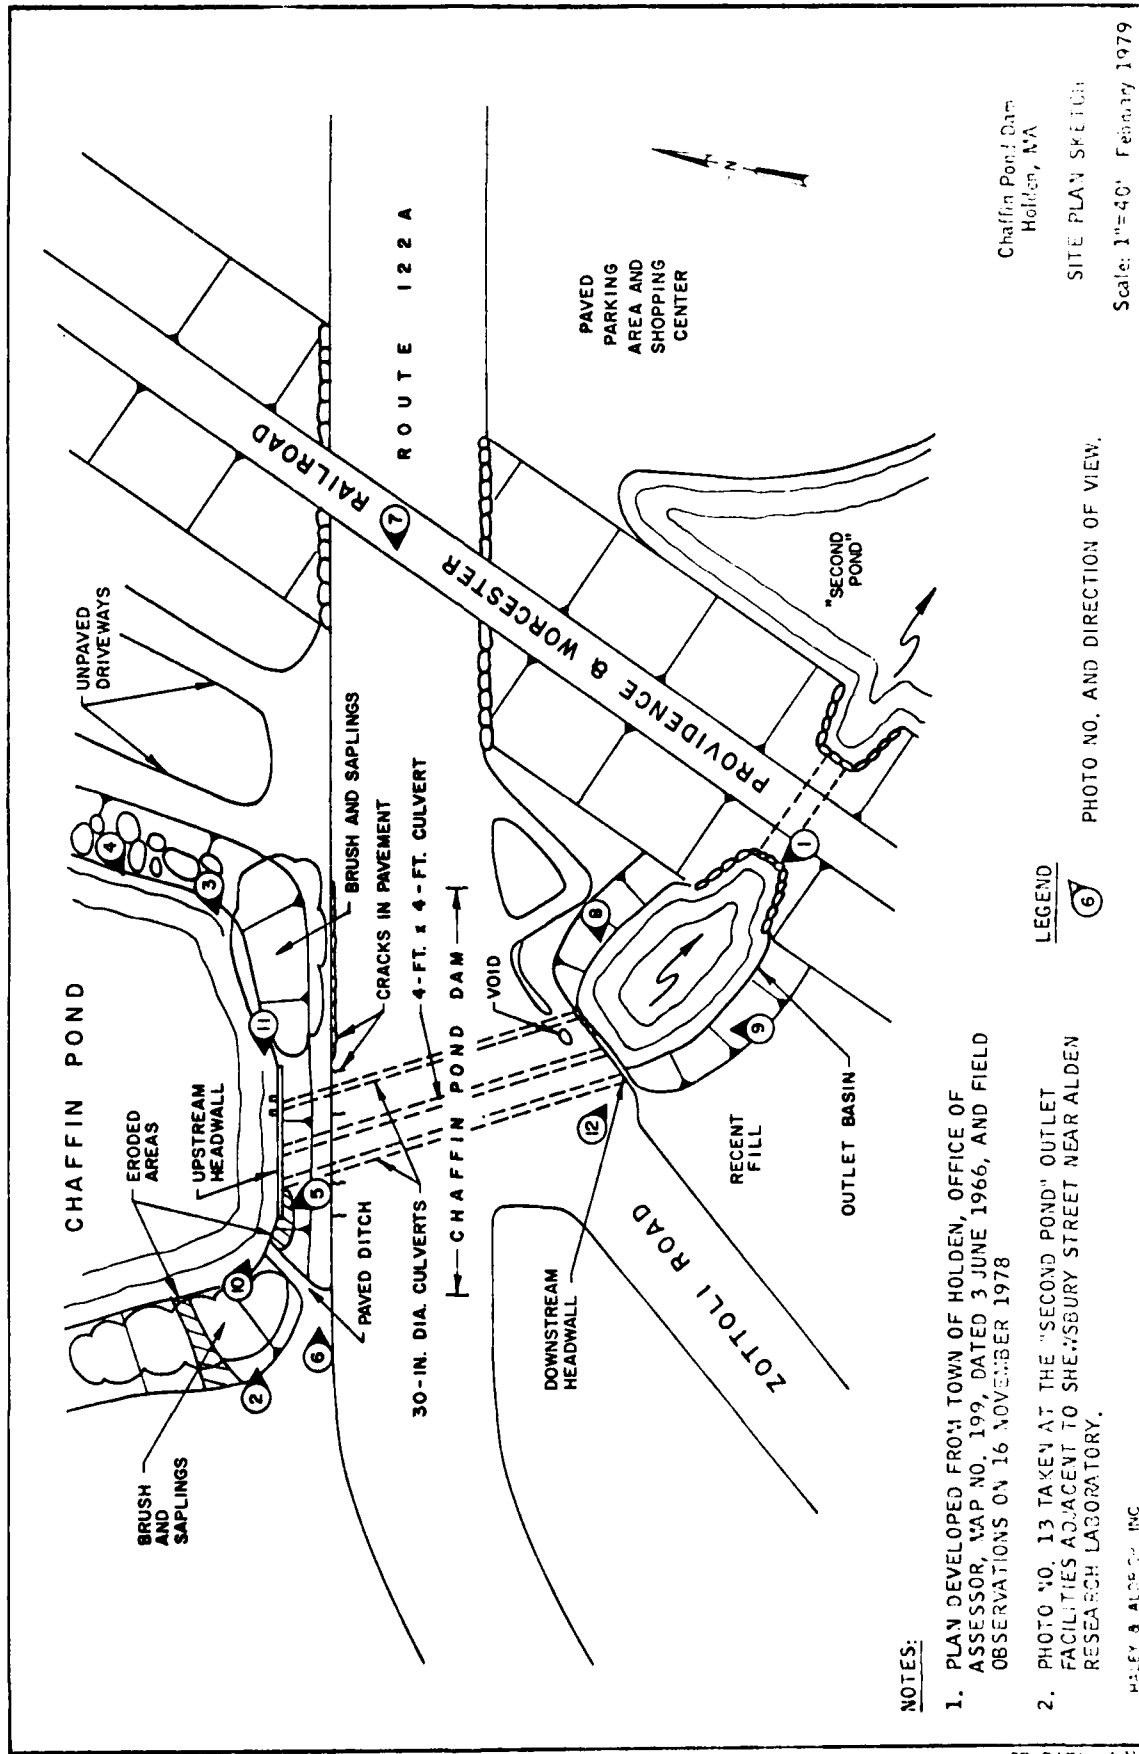 CHAFFIN POND
BRUSH
AND
SAPLINGS
ERODED
AREAS
UPSTREAM
HEADWALL
UNPAVED
DRIVEWAYS
2
10
6
5
11
3
4
PAVED DITCH
30-IN. DIA. CULVERTS
4-FT. x 4-FT. CULVERT
CRACKS IN PAVEMENT
BRUSH AND SAPLINGS
CHAFFIN POND DAM
ROUTE 122A
7
PROVIDENCE & WORCESTER RAILROAD
VOID
DOWNSTREAM
HEADWALL
12
8
9
1
ZOTTOLI ROAD
RECENT
FILL
OUTLET BASIN
"SECOND
POND"
PAVED
PARKING
AREA AND
SHOPPING
CENTER
N
NOTES:
1. PLAN DEVELOPED FROM TOWN OF HOLDEN, OFFICE OF
ASSESSOR, MAP NO. 199, DATED 3 JUNE 1966, AND FIELD
OBSERVATIONS ON 16 NOVEMBER 1978
2. PHOTO NO. 13 TAKEN AT THE "SECOND POND" OUTLET
FACILITIES ADJACENT TO SHREWSBURY STREET NEAR ALDEN
RESEARCH LABORATORY.
LEGEND
6
PHOTO NO. AND DIRECTION OF VIEW.
Chaffin Pond Dam
Holden, MA
SITE PLAN SKETCH
Scale: 1"=40' February 1979
HALEY & ALDRICH, INC.